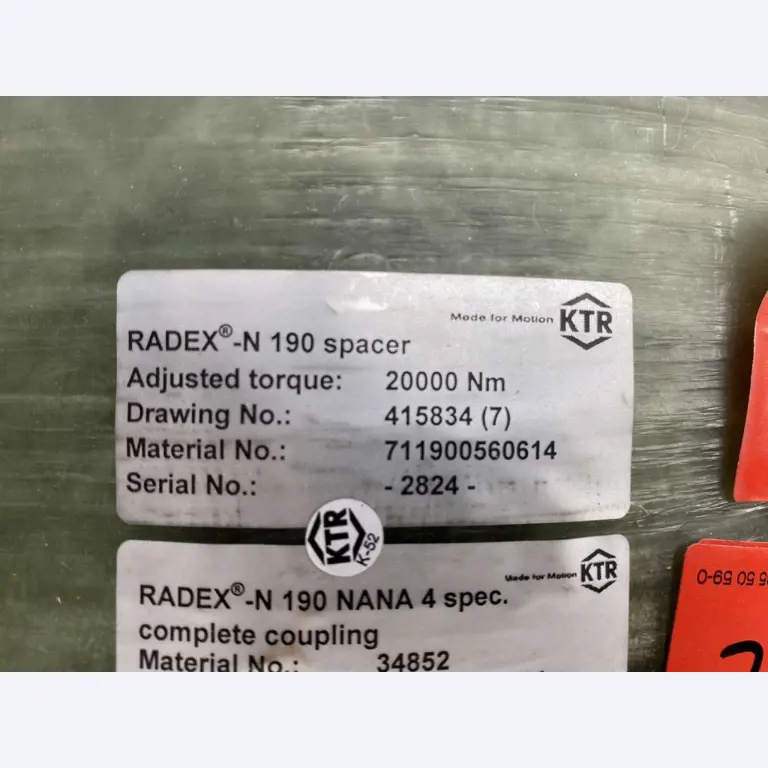 Made for Motion KTR
RADEX®-N 190 spacer
Adjusted torque: 20000 Nm
Drawing No.: 415834 (7)
Material No.: 711900560614
Serial No.: - 2824 -
KTR
K-52
Made for Motion KTR
RADEX®-N 190 NANA 4 spec.
complete coupling
Material No.: 34852